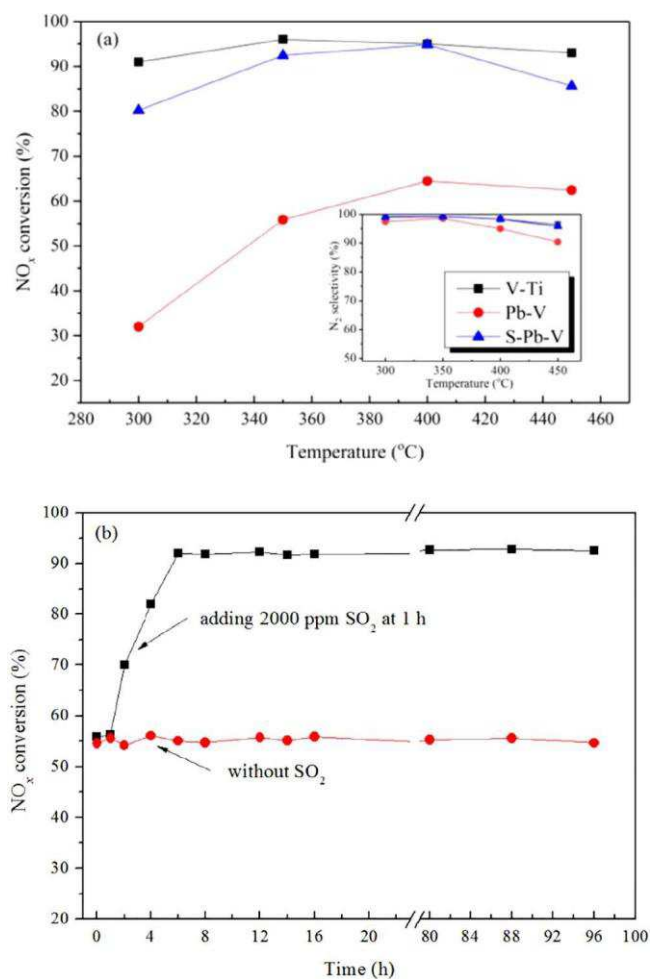 (a)
NOx conversion (%)
100
90
80
70
60
50
40
30
20
280 300 320 340 360 380 400 420 440 460
Temperature (°C)
N2 selectivity (%)
100
90
80
70
60
50
300 350 400 450
Temperature (°C)
V-Ti
Pb-V
S-Pb-V
(b)
NOx conversion (%)
100
90
80
70
60
50
40
30
20
adding 2000 ppm SO2 at 1 h
without SO2
0 4 8 12 16 20 80 84 88 92 96 100
Time (h)